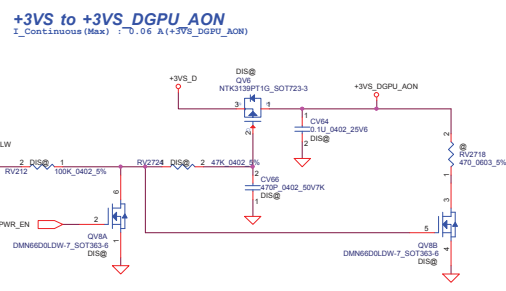 +3VS to +3VS_DGPU_AON
I_Continuous(Max) : 0.06 A(+3VS_DGPU_AON)
DIS@
+3VS_D
QV6
+3VS_DGPU_AON
NTK3139PT1G_SOT723-3
3 1
2
1
CV64
0.1U_0402_25V6
DIS@
2
LW
2 DIS@ 1
RV212 100K_0402_5%
RV2724 1 DIS@ 2 47K_0402_5%
2
@
RV2718
470_0603_5%
1
2
CV66
470P_0402_50V7K
DIS@
1
6
PWR_EN
2
QV8A
DMN66D0LDW-7_SOT363-6
DIS@
1
3
5
QV8B
DMN66D0LDW-7_SOT363-6
DIS@
4